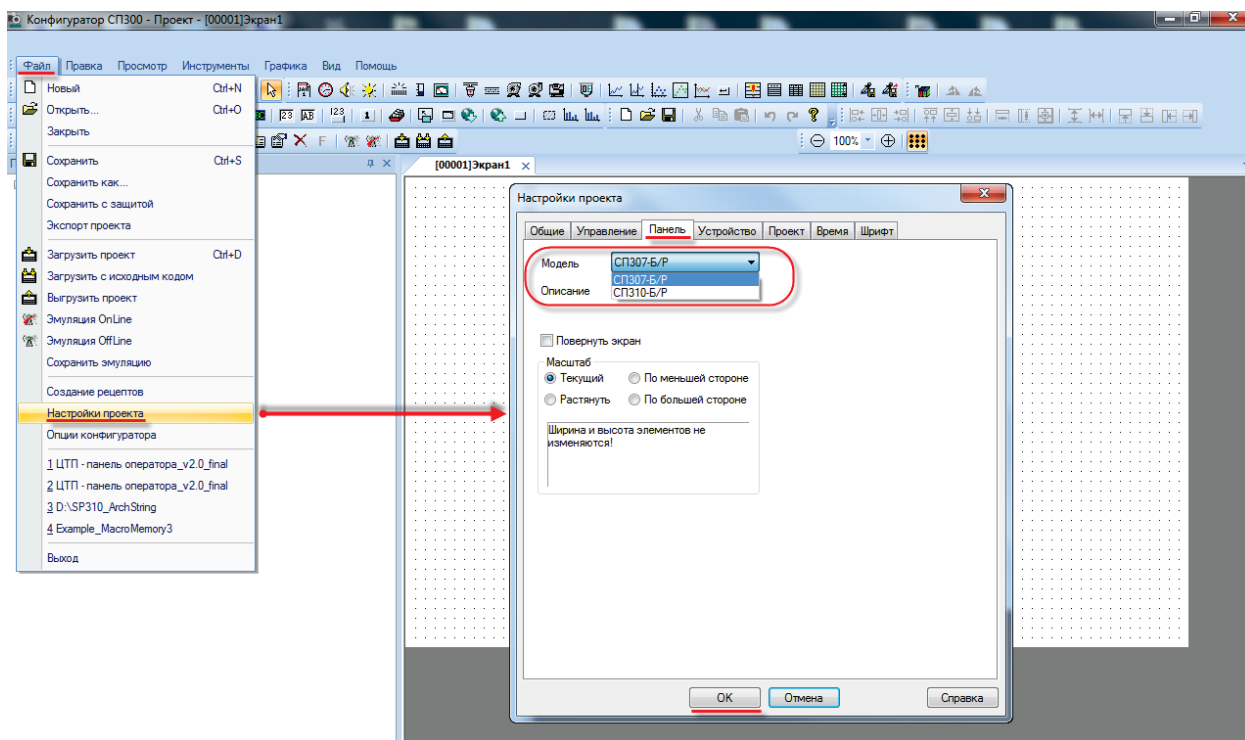 Конфигуратор СП300 - Проект - [00001]Экран1
Файл Правка Просмотр Инструменты Графика Вид Помощь
Новый Ctrl+N
Открыть... Ctrl+O
Закрыть
Сохранить Ctrl+S
Сохранить как...
Сохранить с защитой
Экспорт проекта
Загрузить проект Ctrl+D
Загрузить с исходным кодом
Выгрузить проект
Эмуляция OnLine
Эмуляция OffLine
Сохранить эмуляцию
Создание рецептов
Настройки проекта
Опции конфигуратора
1 ЦТП - панель оператора_v2.0_final
2 ЦТП - панель оператора_v2.0_final
3 D:\SP310_ArchString
4 Example_MacroMemory3
Выход
100%
[00001]Экран1
Настройки проекта
Общие Управление Панель Устройство Проект Время Шрифт
Модель СП307-Б/Р
СП307-Б/Р
Описание СП310-Б/Р
Повернуть экран
Масштаб
Текущий По меньшей стороне
Растянуть По большей стороне
Ширина и высота элементов не
изменяются!
OK Отмена Справка